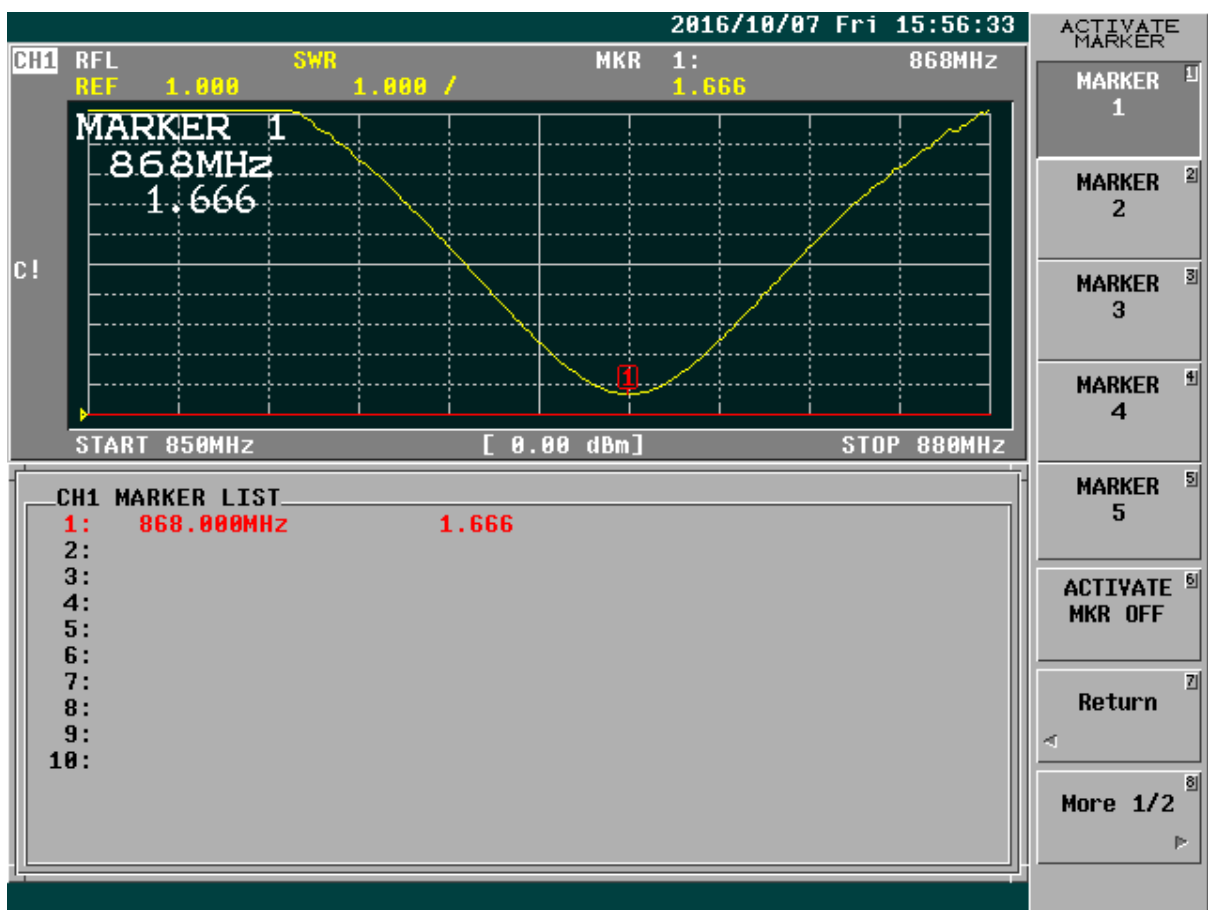 2016/10/07 Fri 15:56:33
CH1 RFL SWR MKR 1: 868MHz
REF 1.000 1.000 / 1.666
MARKER 1
868MHz
1.666
C!
1
START 850MHz [ 0.00 dBm] STOP 880MHz
CH1 MARKER LIST
1: 868.000MHz 1.666
2:
3:
4:
5:
6:
7:
8:
9:
10:
ACTIVATE
MARKER
MARKER 1
1
MARKER 2
2
MARKER 3
3
MARKER 4
4
MARKER 5
5
ACTIVATE 6
MKR OFF
7
Return
8
More 1/2